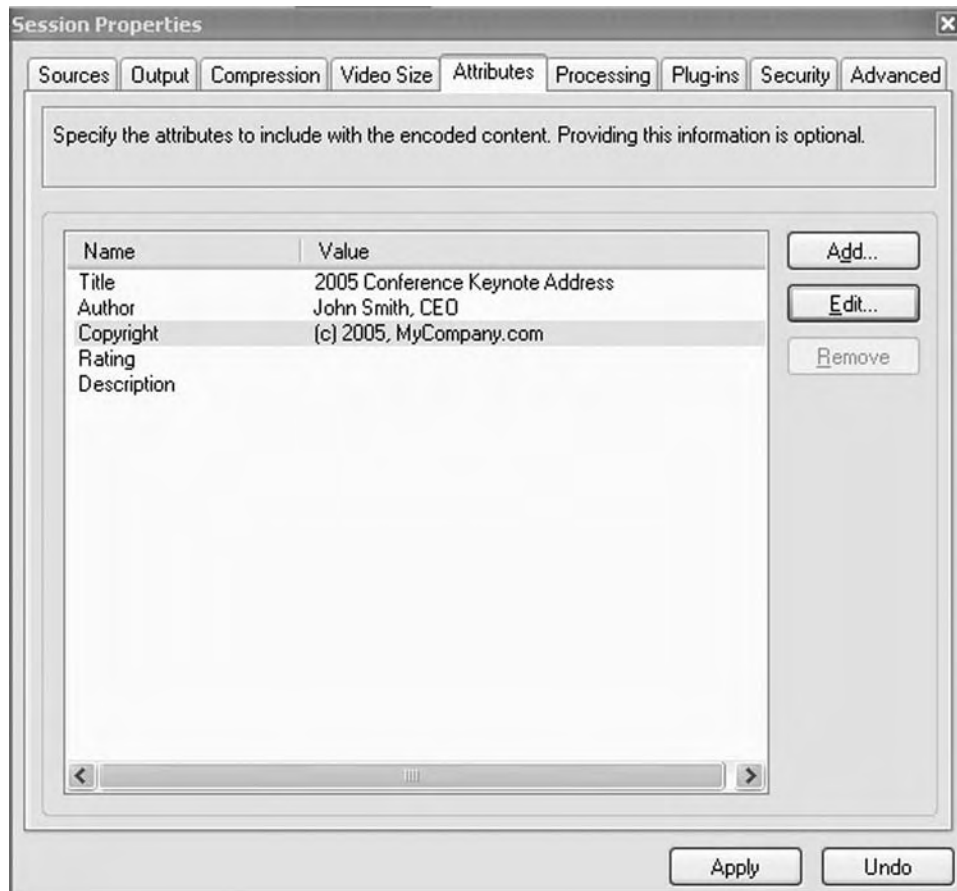 Session Properties
Sources Output Compression Video Size Attributes Processing Plug-ins Security Advanced
Specify the attributes to include with the encoded content. Providing this information is optional.
Name Value
Title 2005 Conference Keynote Address
Author John Smith, CEO
Copyright (c) 2005, MyCompany.com
Rating
Description
Add...
Edit...
Remove
Apply Undo